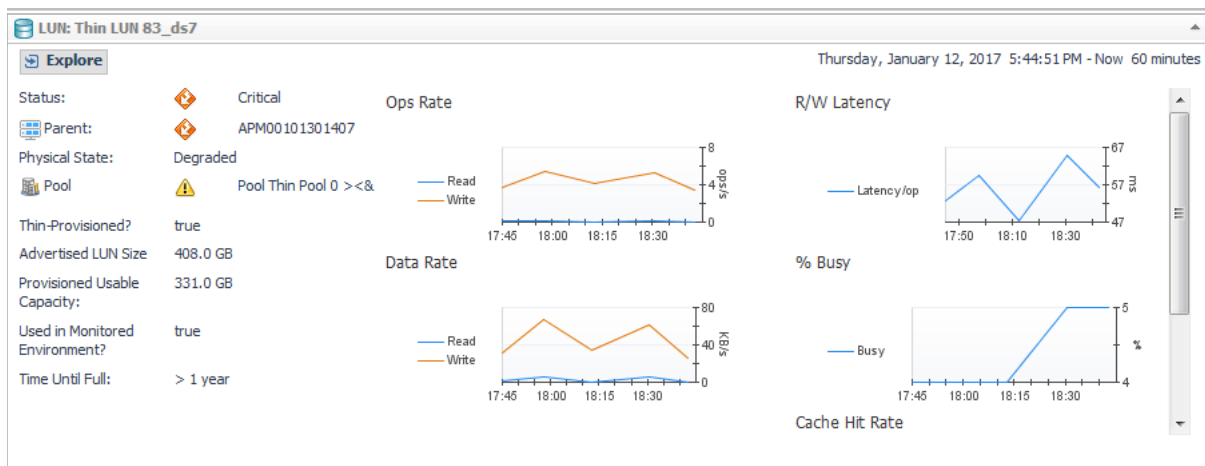 LUN: Thin LUN 83_ds7
Explore
Thursday, January 12, 2017 5:44:51 PM - Now 60 minutes
Status: Critical
Parent: APM00101301407
Physical State: Degraded
Pool Pool Thin Pool 0 ><&
Thin-Provisioned? true
Advertised LUN Size 408.0 GB
Provisioned Usable Capacity: 331.0 GB
Used in Monitored Environment? true
Time Until Full: > 1 year
Ops Rate
Read
Write
8
4
0
ops/s
17:45 18:00 18:15 18:30
R/W Latency
Latency/op
67
57
47
ms
17:50 18:10 18:30
Data Rate
Read
Write
80
40
0
KB/s
17:45 18:00 18:15 18:30
% Busy
Busy
5
4
%
17:45 18:00 18:15 18:30
Cache Hit Rate